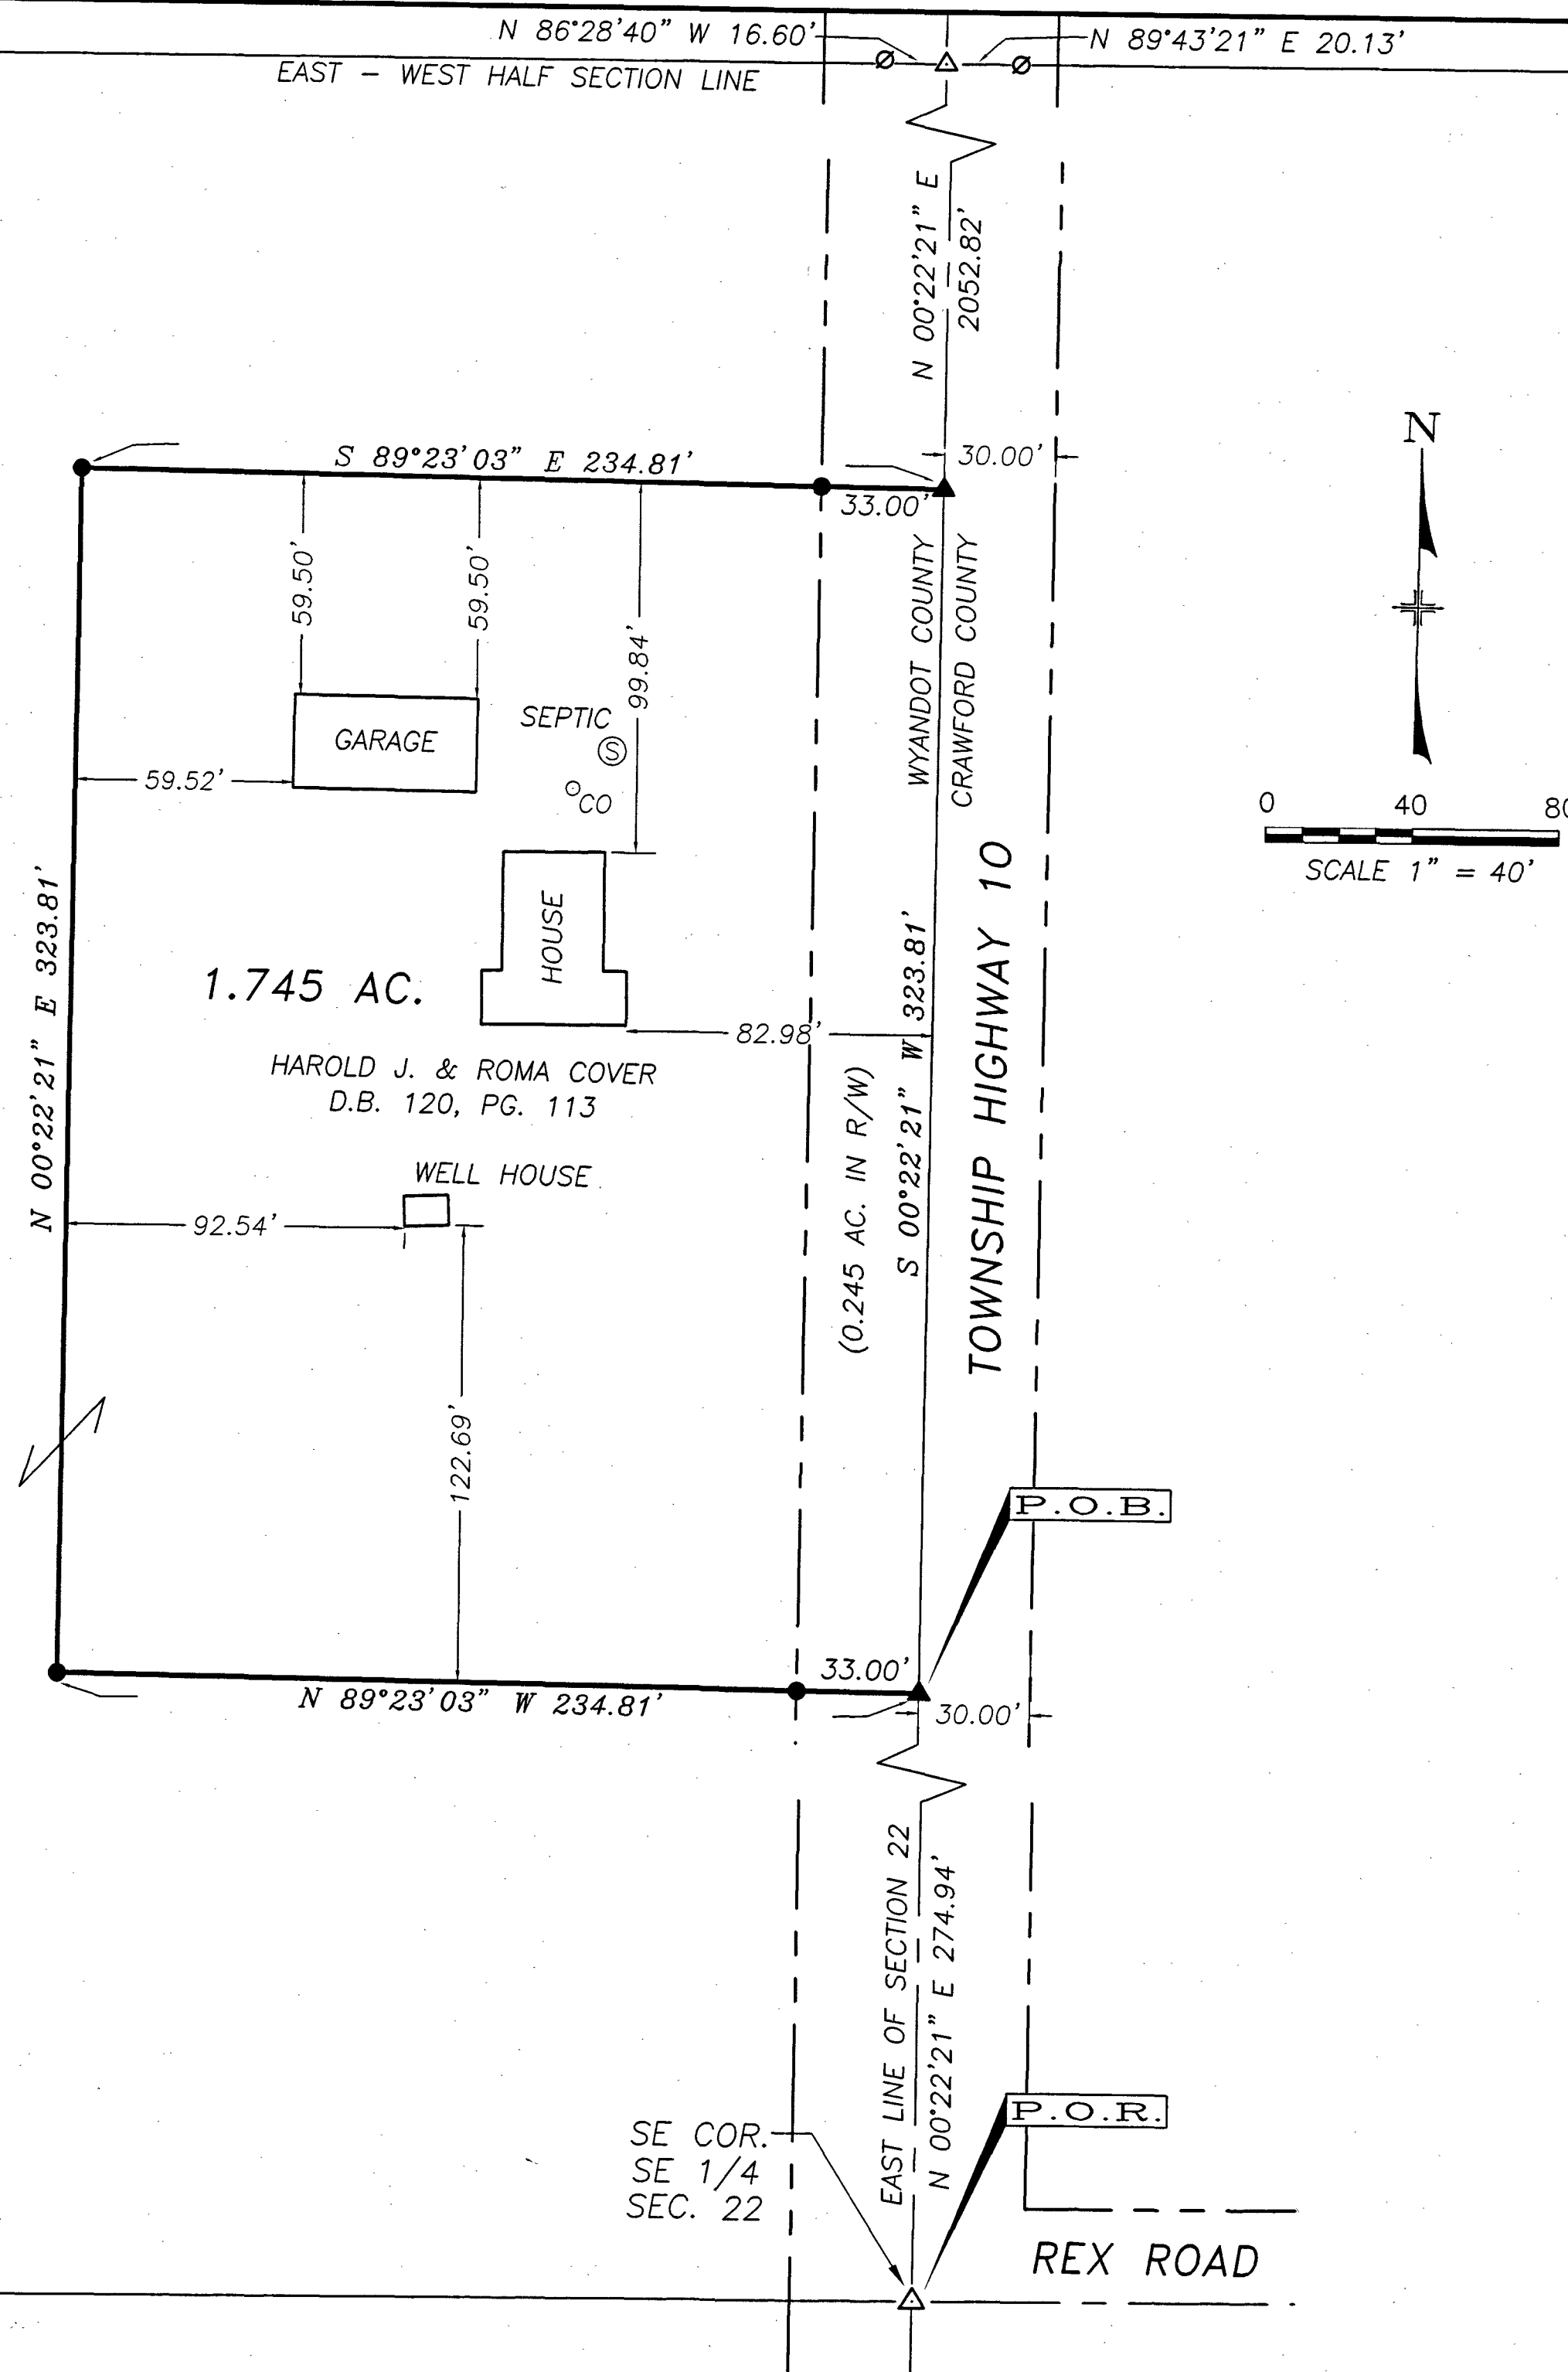 N 86°28'40" W 16.60'
N 89°43'21" E 20.13'
EAST - WEST HALF SECTION LINE
N 00°22'21" E
2052.82'
N
S 89°23'03" E 234.81'
30.00'
33.00'
59.50'
59.50'
99.84'
WYANDOT COUNTY
CRAWFORD COUNTY
SEPTIC
S
GARAGE
59.52'
CO
0 40 80
SCALE 1" = 40'
HOUSE
N 00°22'21" E 323.81'
1.745 AC.
82.98'
S 00°22'21" W 323.81'
TOWNSHIP HIGHWAY 10
HAROLD J. & ROMA COVER
D.B. 120, PG. 113
(0.245 AC. IN R/W)
WELL HOUSE
92.54'
122.69'
P.O.B.
33.00'
N 89°23'03" W 234.81'
30.00'
EAST LINE OF SECTION 22
N 00°22'21" E 274.94'
P.O.R.
SE COR.
SE 1/4
SEC. 22
REX ROAD